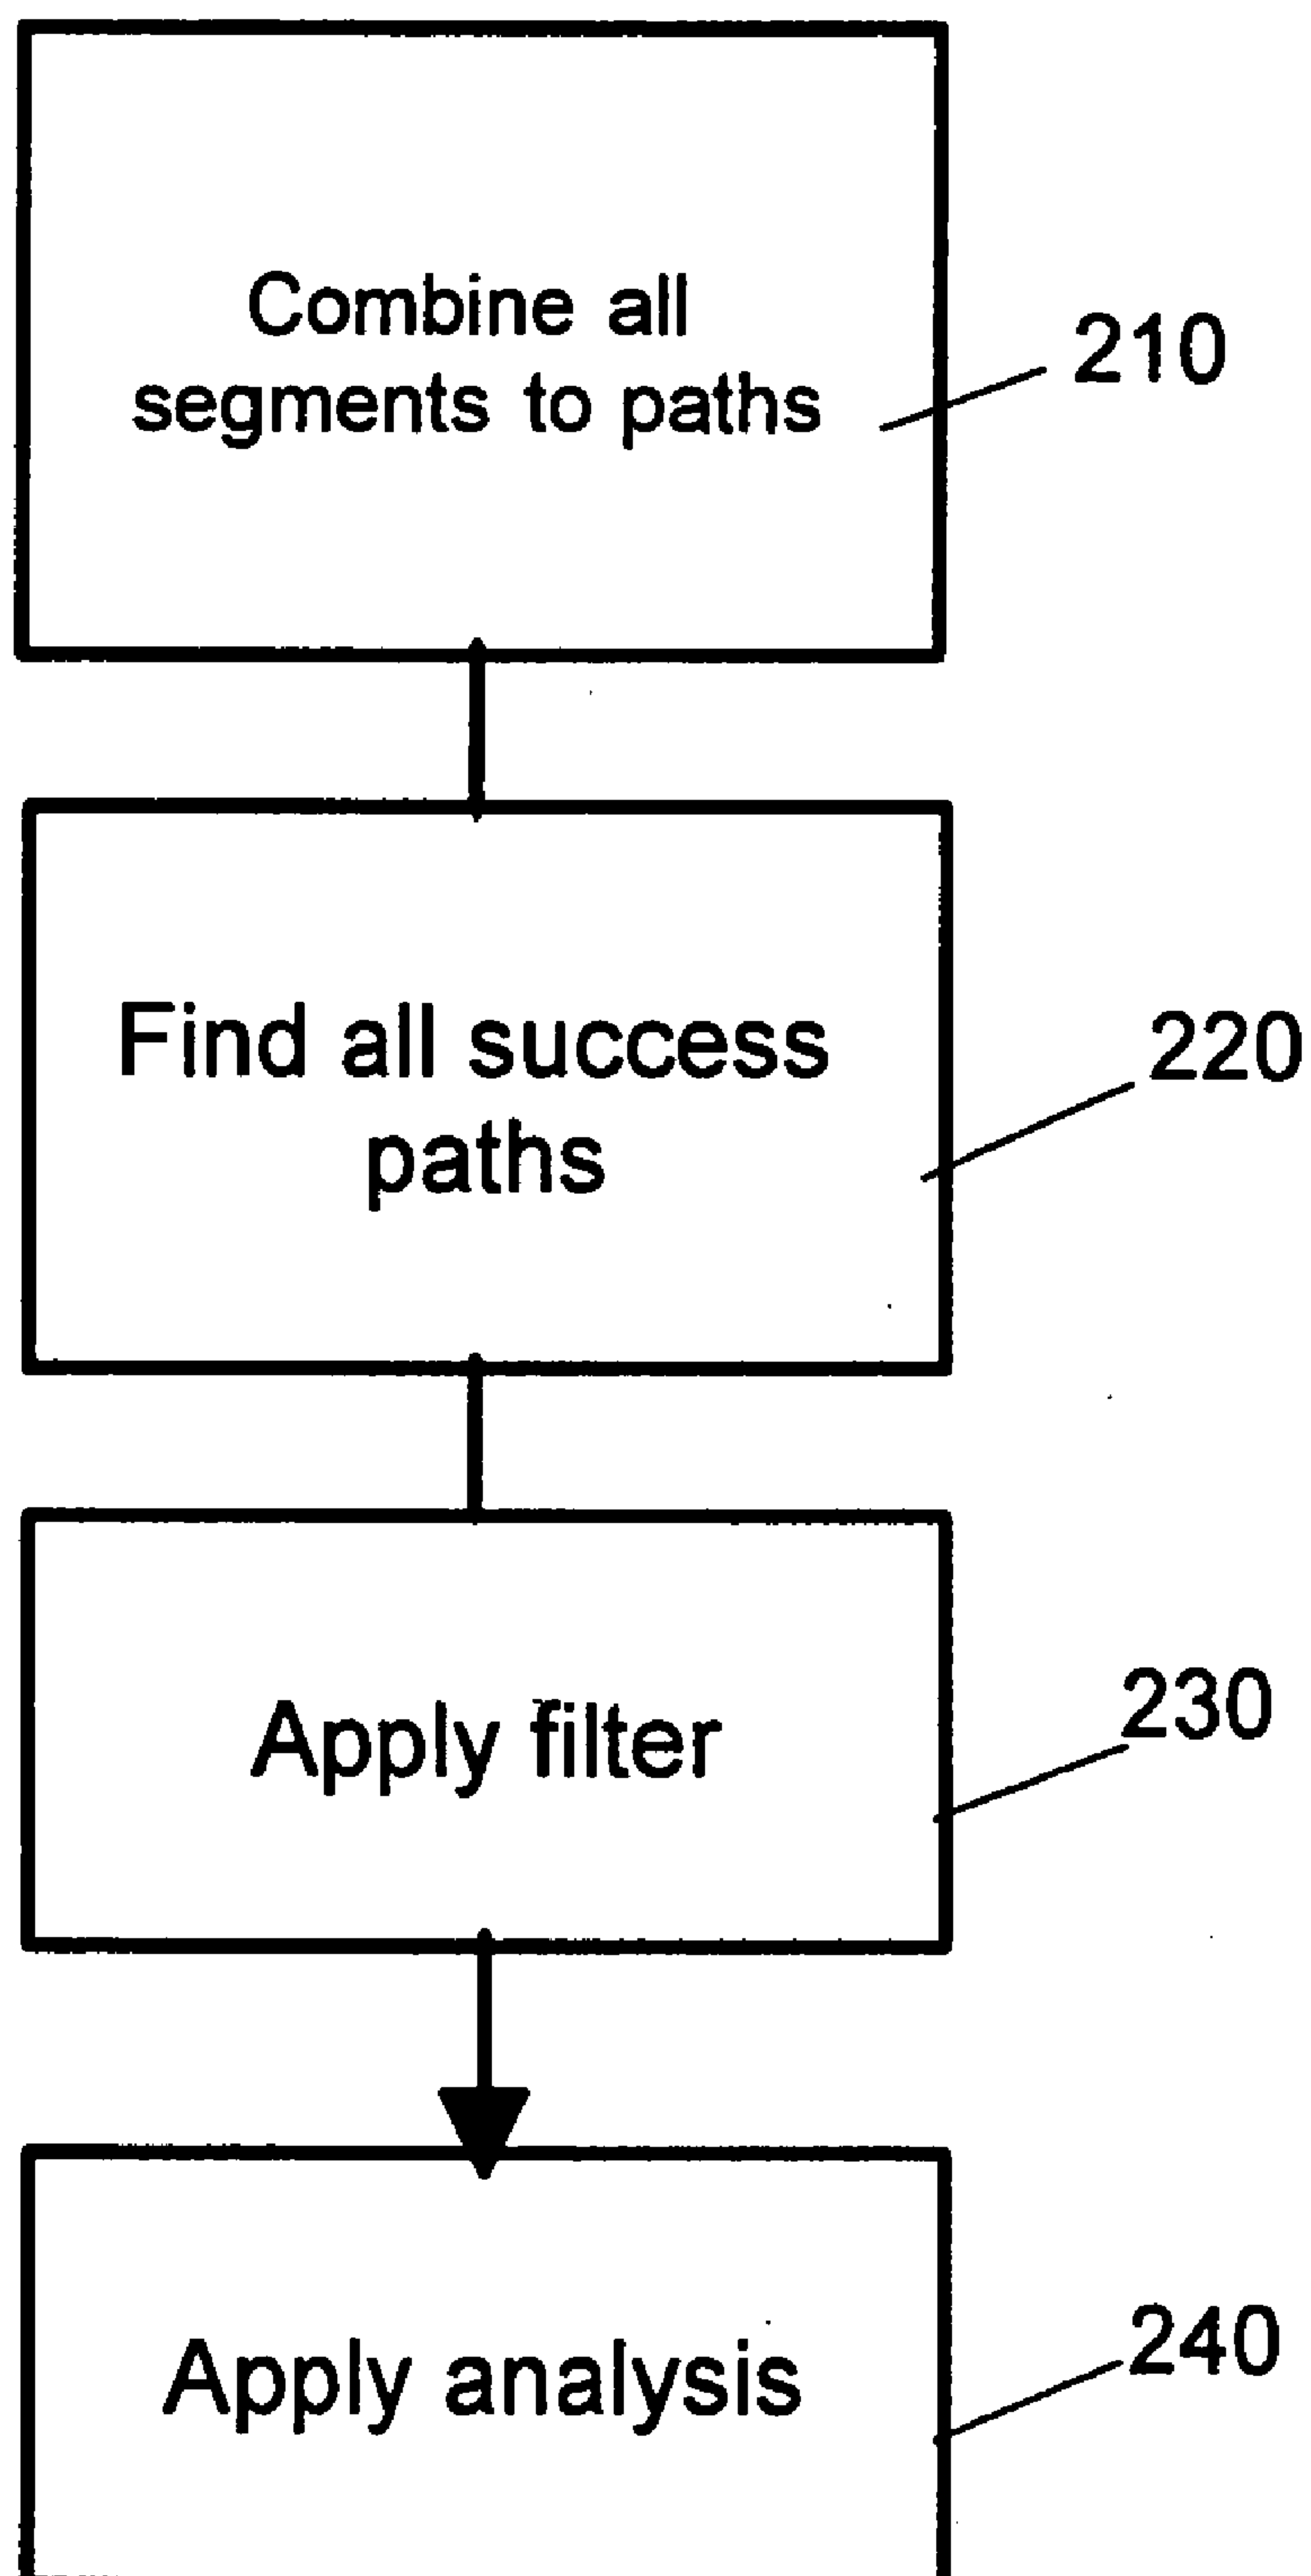 Combine all
segments to paths
210
Find all success
paths
220
Apply filter
230
Apply analysis
240